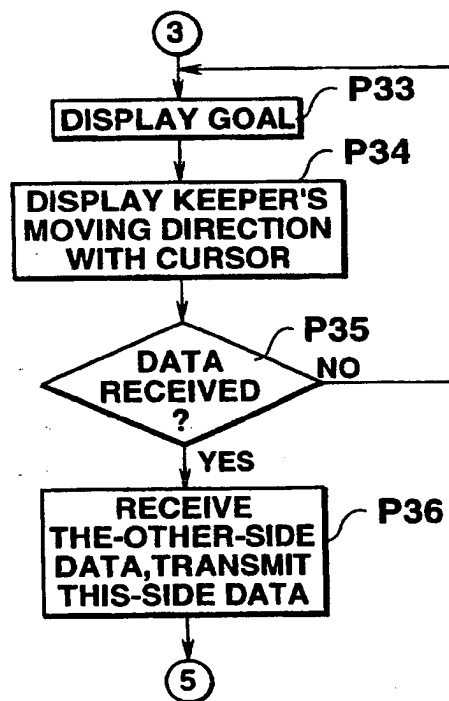 3
P33
DISPLAY GOAL
P34
DISPLAY KEEPER'S
MOVING DIRECTION
WITH CURSOR
P35
DATA
RECEIVED
?
NO
YES
P36
RECEIVE
THE-OTHER-SIDE
DATA,TRANSMIT
THIS-SIDE DATA
5